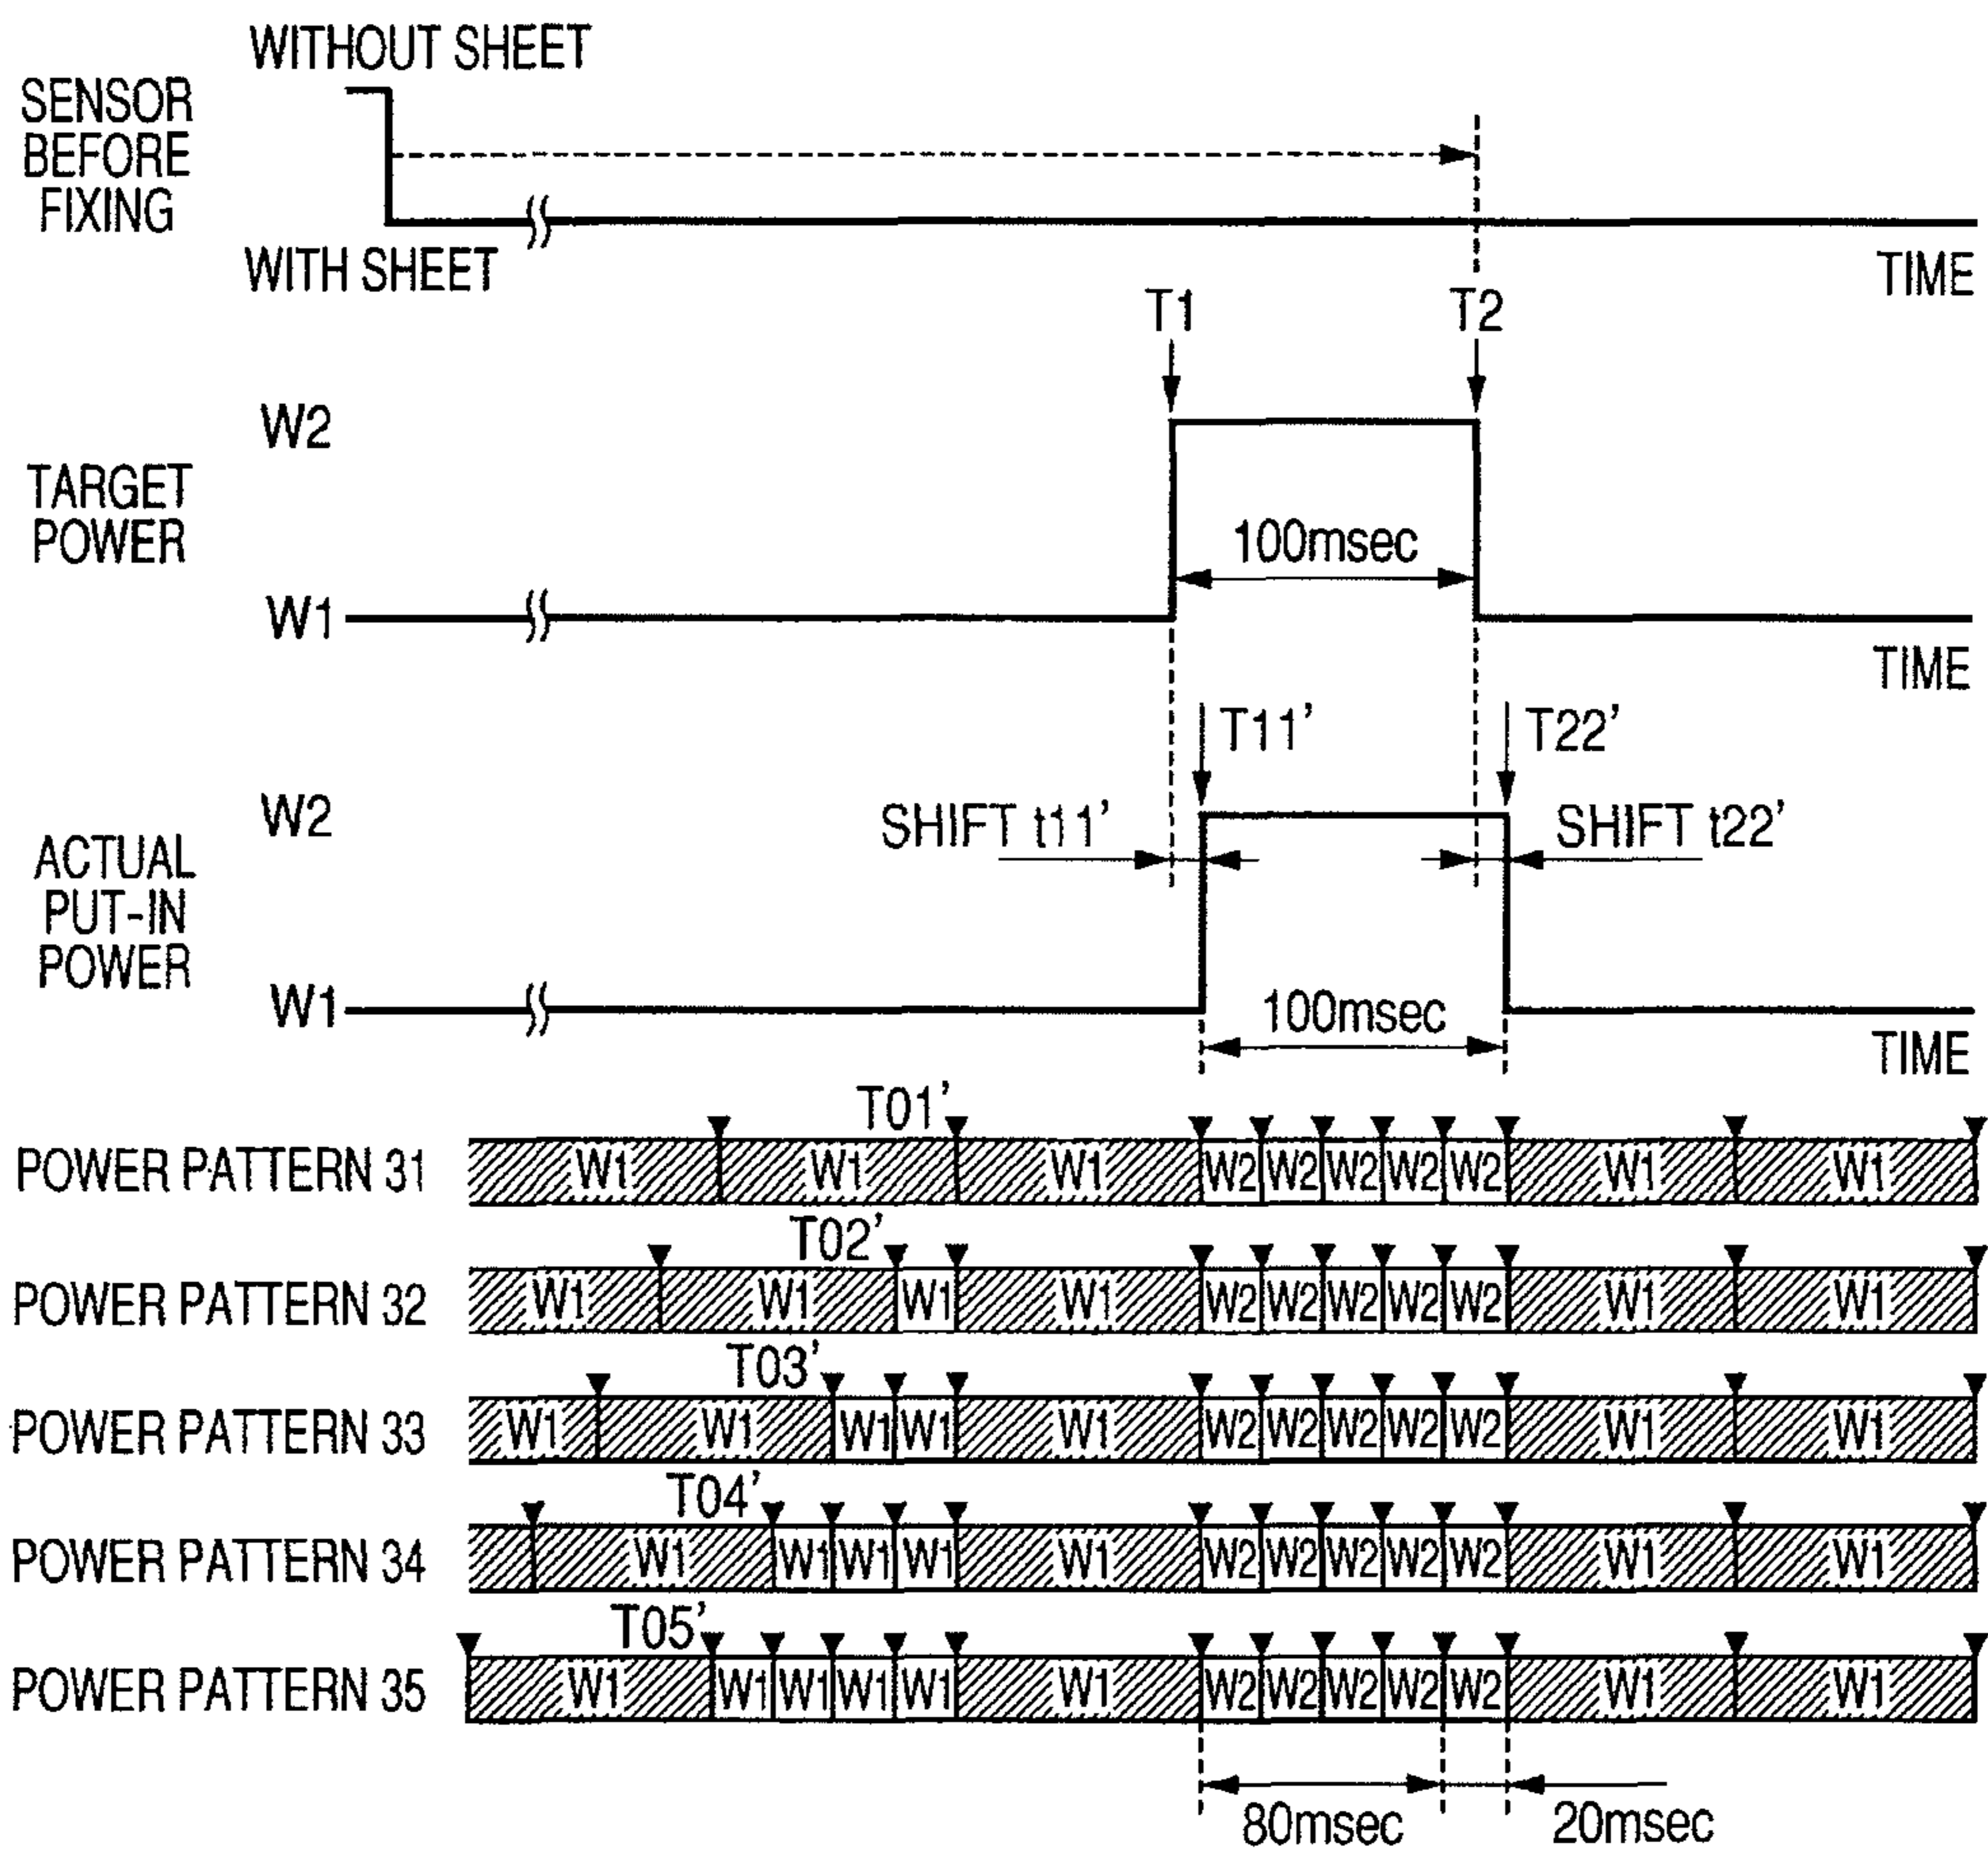 WITHOUT SHEET
SENSOR
BEFORE
FIXING
WITH SHEET
TIME
T1
T2
W2
TARGET
POWER
100msec
W1
TIME
T11'
T22'
W2
SHIFT t11'
SHIFT t22'
ACTUAL
PUT-IN
POWER
W1
100msec
TIME
T01'
POWER PATTERN 31 W1 W1 W1 W2 W2 W2 W2 W2 W1 W1
T02'
POWER PATTERN 32 W1 W1 W1 W1 W2 W2 W2 W2 W2 W1 W1
T03'
POWER PATTERN 33 W1 W1 W1 W1 W1 W2 W2 W2 W2 W2 W1 W1
T04'
POWER PATTERN 34 W1 W1 W1 W1 W1 W2 W2 W2 W2 W2 W1 W1
T05'
POWER PATTERN 35 W1 W1 W1 W1 W1 W1 W2 W2 W2 W2 W2 W1 W1
80msec
20msec